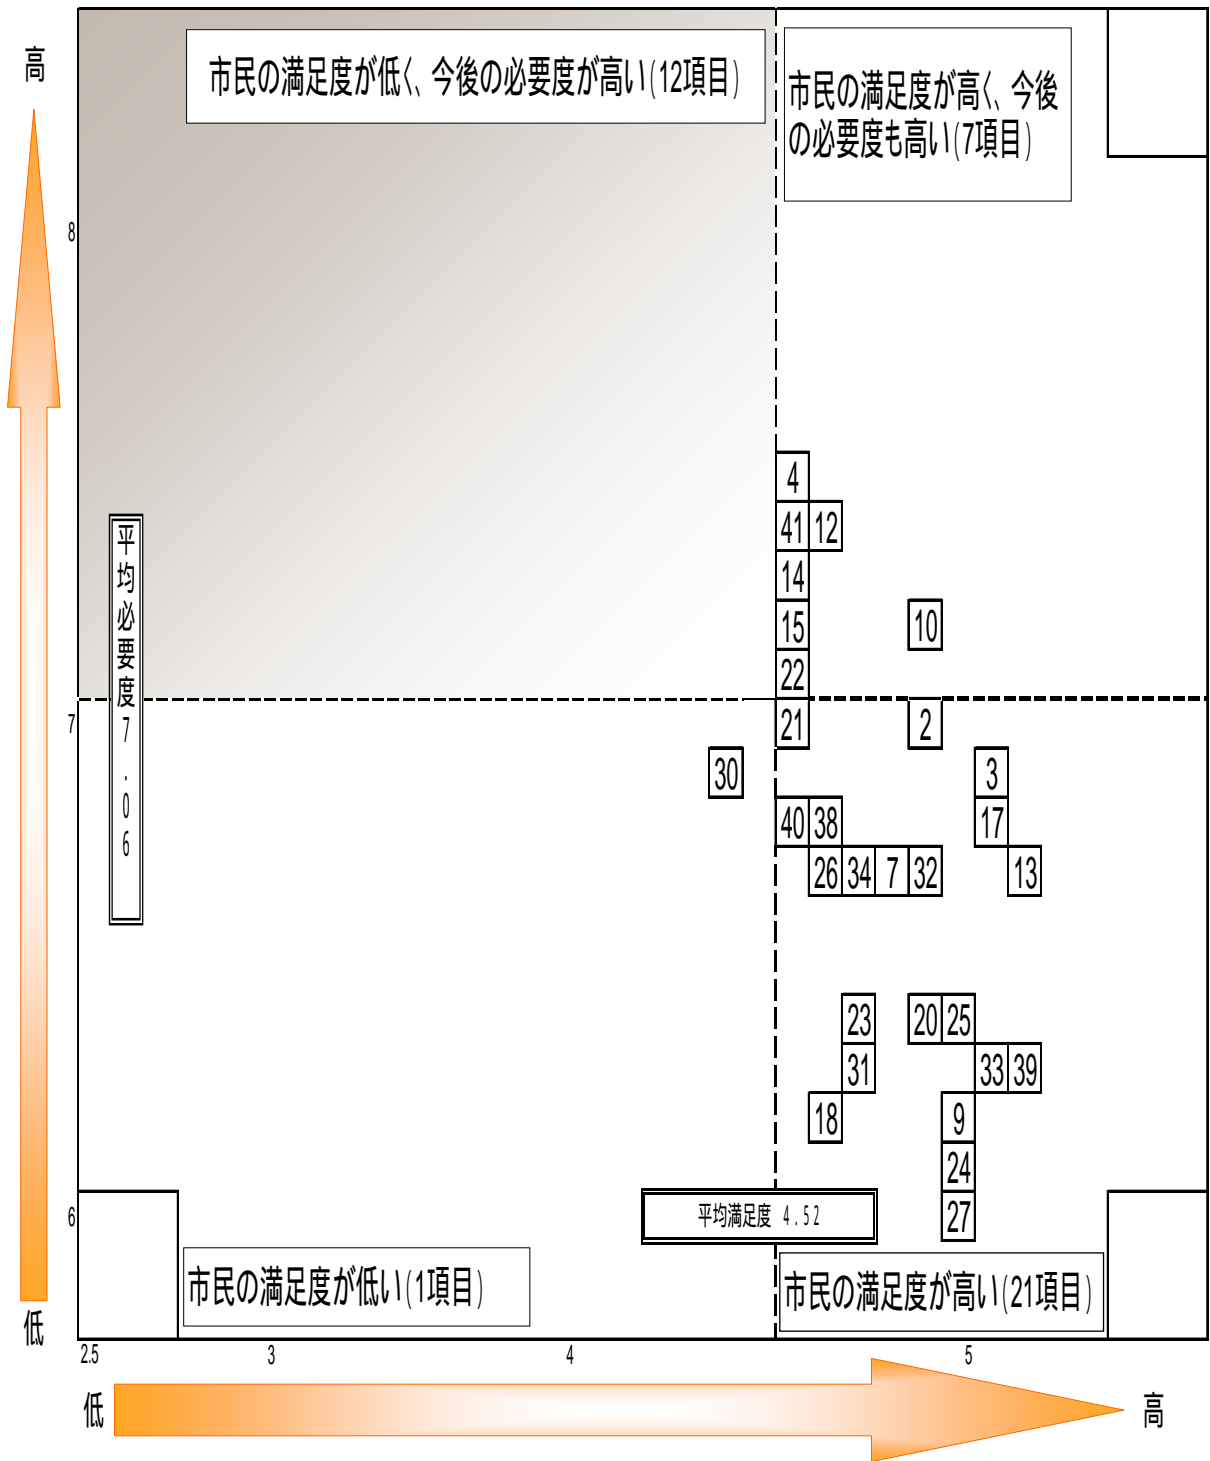 高
市民の満足度が低く、今後の必要度が高い(12項目)
市民の満足度が高く、今後
の必要度も高い(7項目)
8
4
41 12
14
15 10
22
平均必要度7.06
7
21 2
30 3
40 38 17
26 34 7 32 13
23 20 25
31 33 39
18 9
24
6
平均満足度 4.52
27
市民の満足度が低い(1項目)
市民の満足度が高い(21項目)
低
2.5 3 4 5
低
高